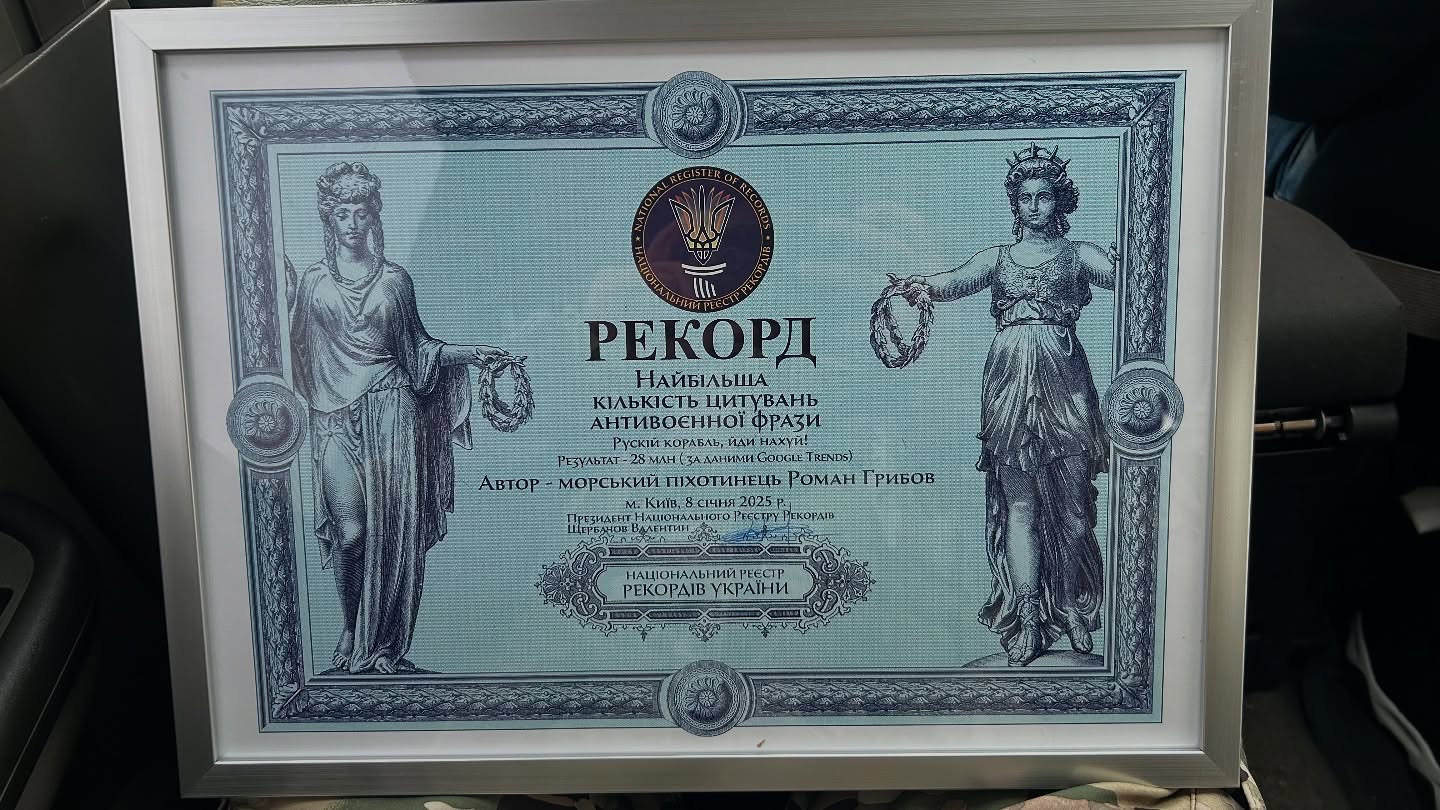 NATIONAL REGISTER OF RECORDS
НАЦІОНАЛЬНИЙ РЕЄСТР РЕКОРДІВ
РЕКОРД
Найбільша
кількість цитувань
антивоєнної фрази
Рускій корабль, йди нахуй!
Результат - 28 млн ( за даними Google Trends)
Автор - морський піхотинець Роман Грибов
м. Київ, 8 січня 2025 р.
Президент Національного Реєстру Рекордів
Щербанов Валентин
НАЦІОНАЛЬНИЙ РЕЄСТР
РЕКОРДІВ УКРАЇНИ